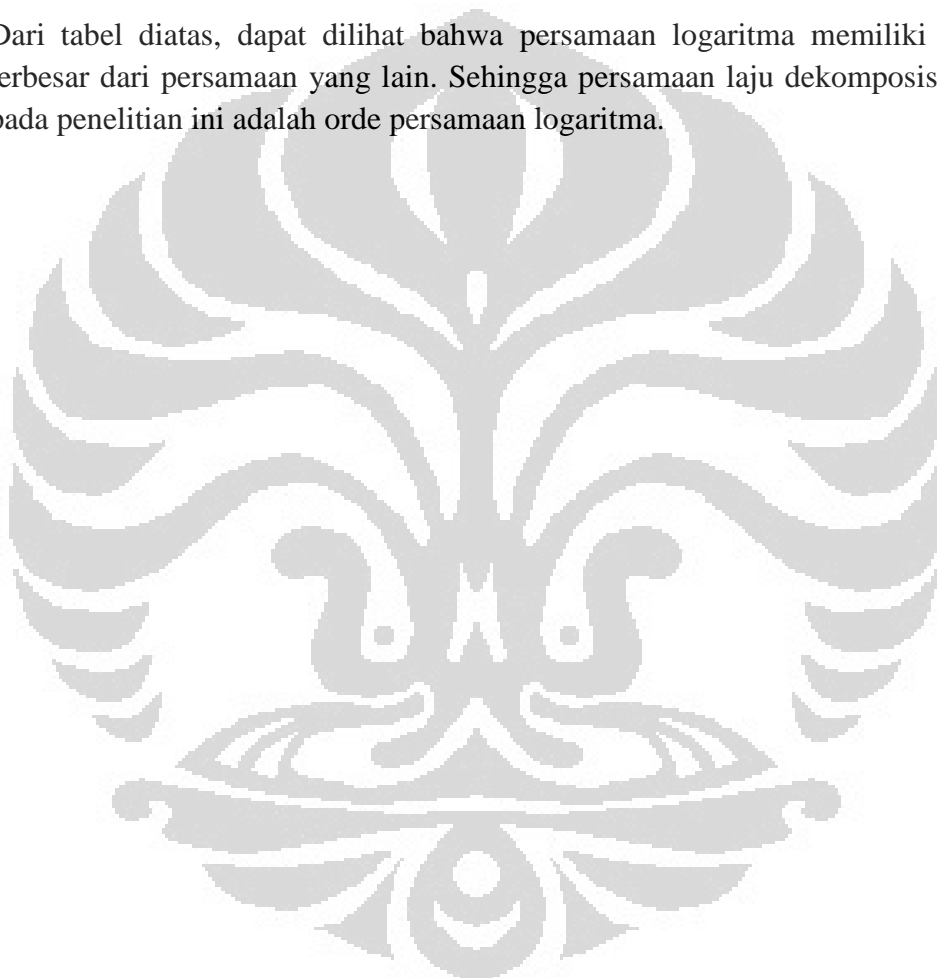 Dari tabel diatas, dapat dilihat bahwa persamaan logaritma memiliki
terbesar dari persamaan yang lain. Sehingga persamaan laju dekomposis
pada penelitian ini adalah orde persamaan logaritma.